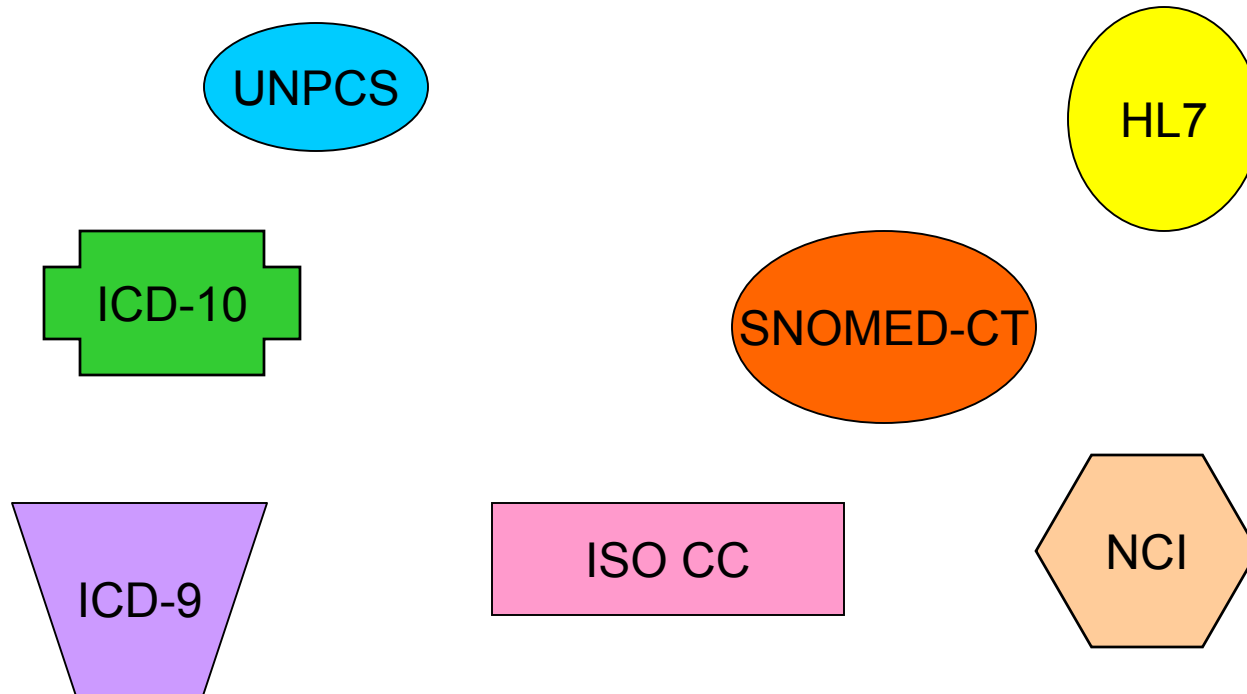 UNPCS
HL7
ICD-10
SNOMED-CT
ISO CC
NCI
ICD-9